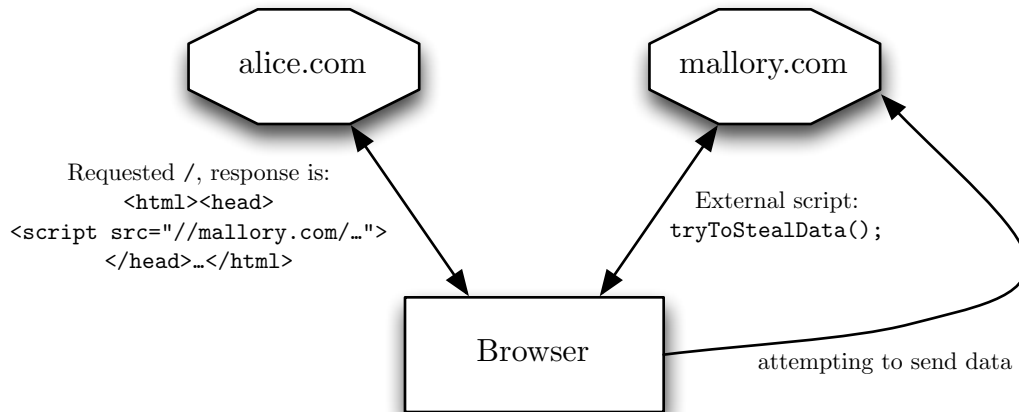 alice.com
mallory.com
Requested /, response is:
<html><head>
<script src="//mallory.com/…">
</head>…</html>
External script:
tryToStealData();
Browser
attempting to send data